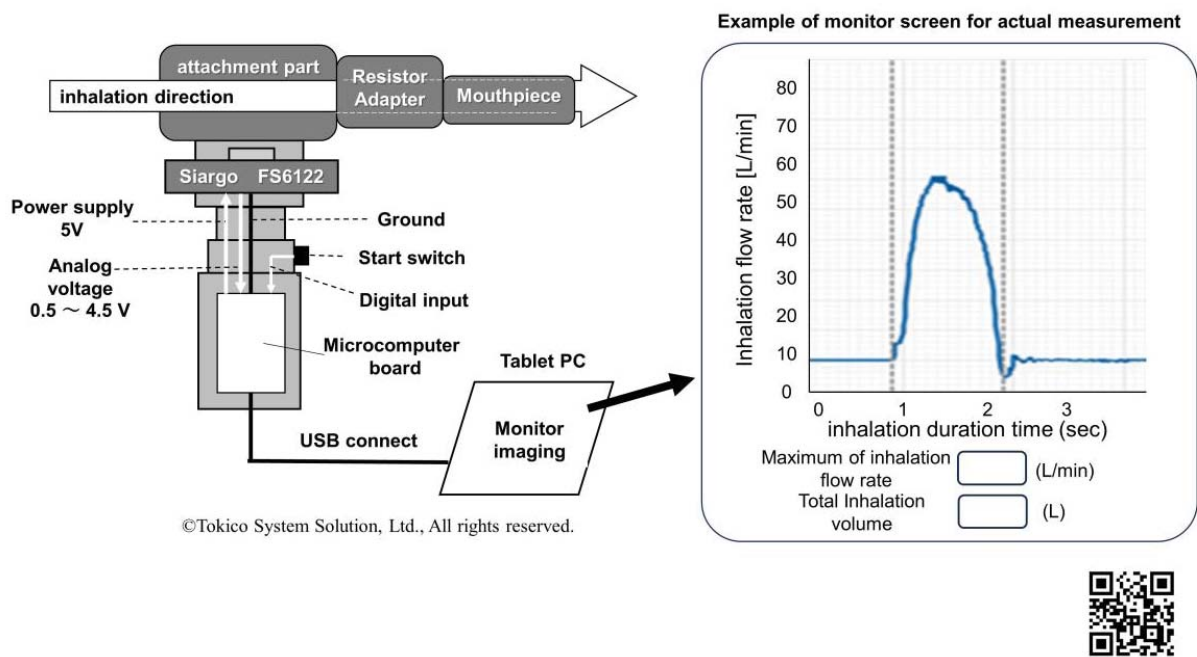 attachment part
inhalation direction
Resistor
Adapter
Mouthpiece
Siargo FS6122
Power supply
5V
Ground
Start switch
Analog
voltage
0.5 ～ 4.5 V
Digital input
Microcomputer
board
Tablet PC
USB connect
Monitor
imaging
©Tokico System Solution, Ltd., All rights reserved.
Example of monitor screen for actual measurement
Inhalation flow rate [L/min]
80
70
60
50
40
30
20
10
0
0 1 2 3
inhalation duration time (sec)
Maximum of inhalation
flow rate
(L/min)
Total Inhalation
volume
(L)